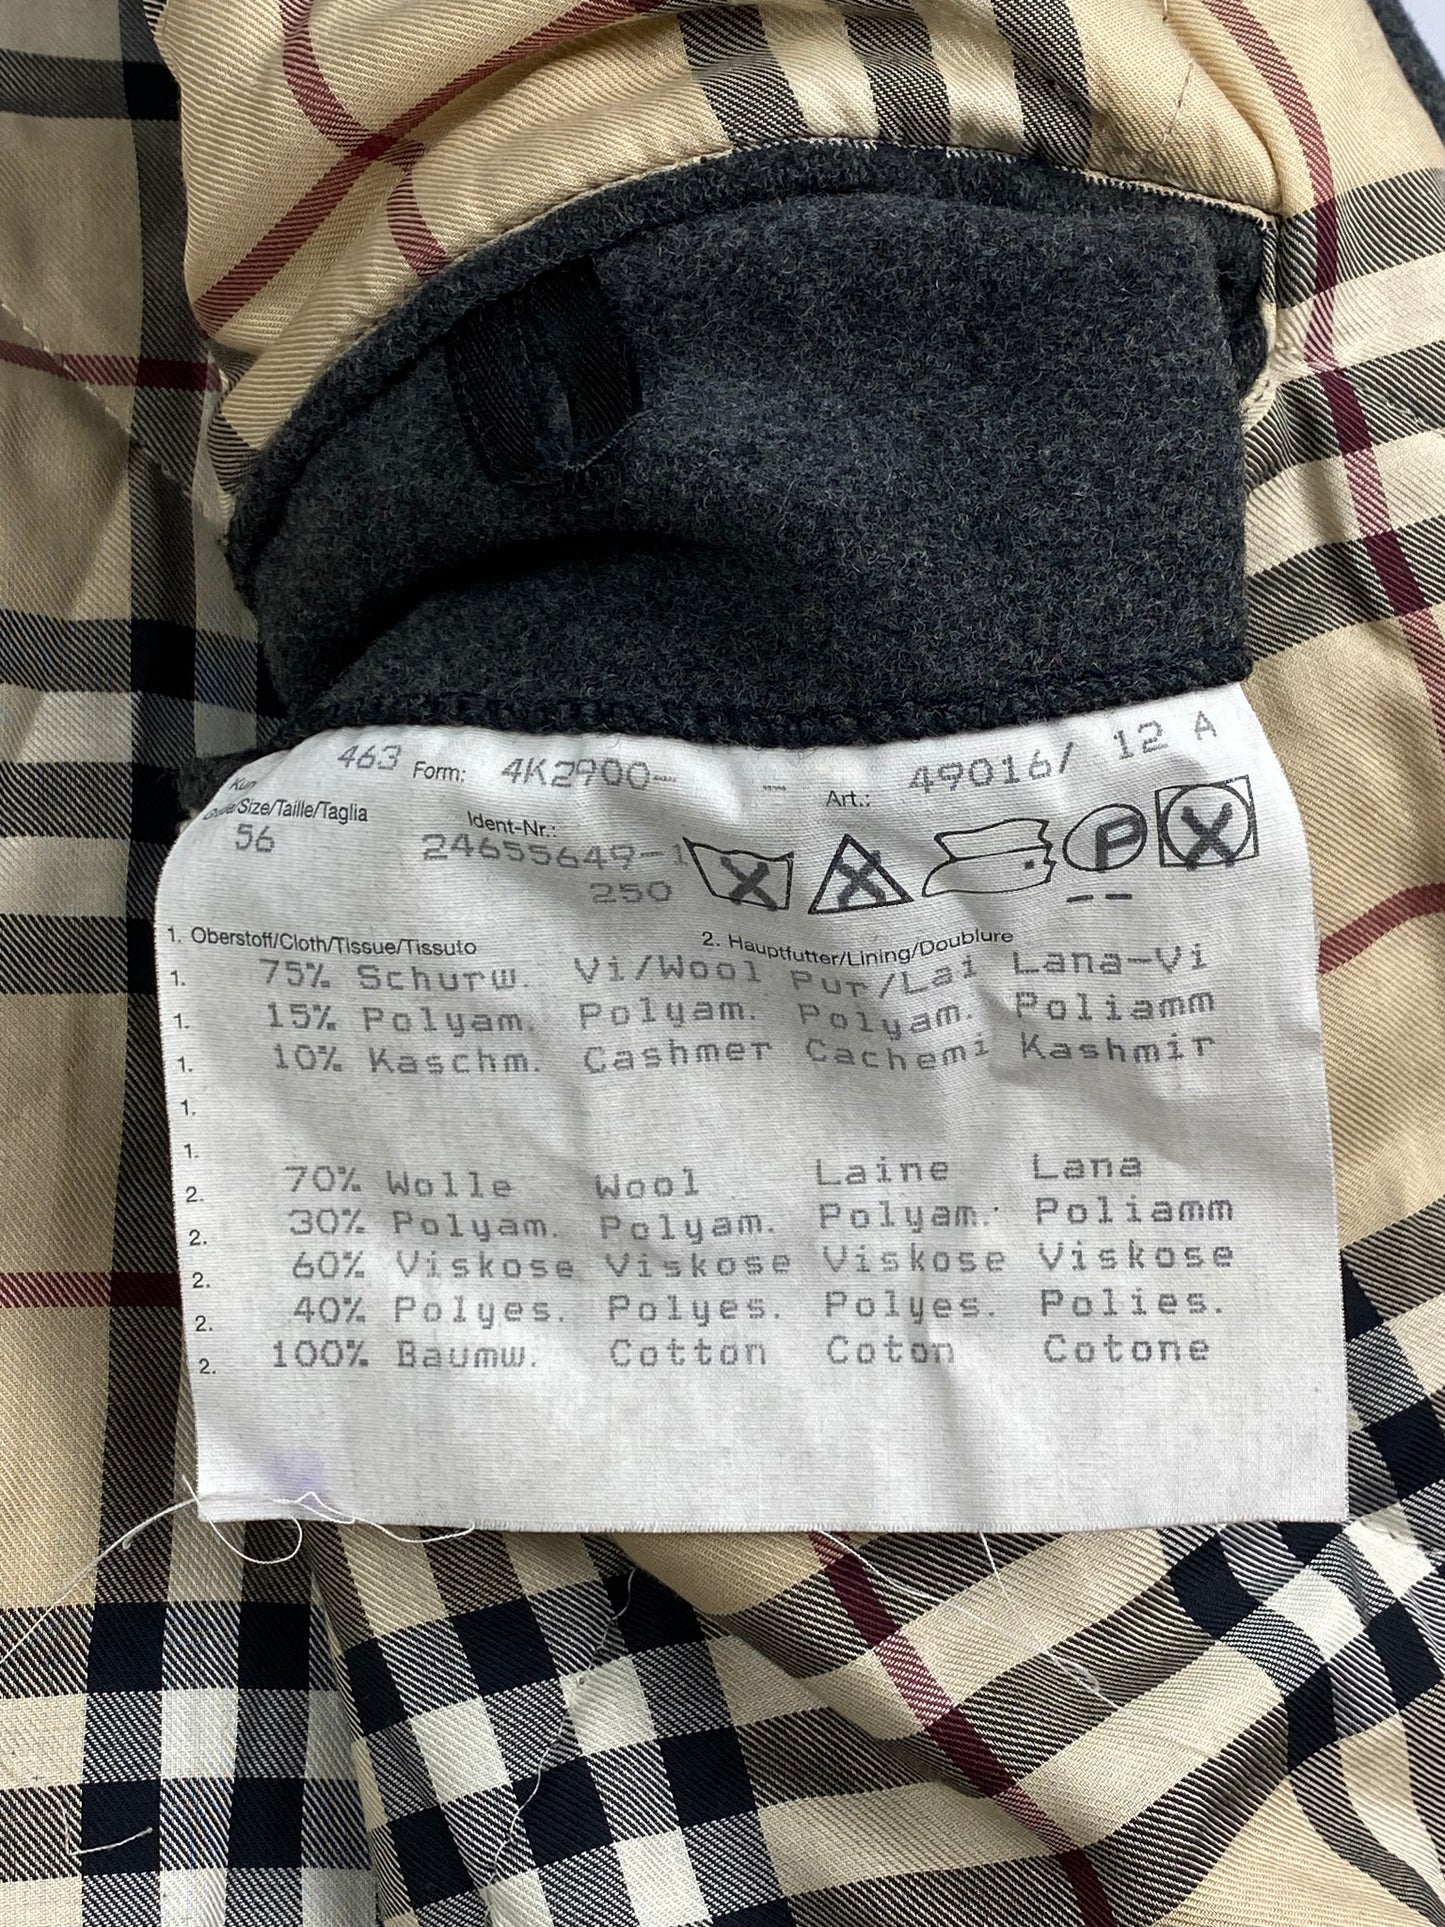 463 Form: 4K2900- Art.: 49016/ 12 A
Size/Taille/Taglia Ident-Nr.:
56 24655649-1
250
P
1. Oberstoff/Cloth/Tissue/Tissuto 2. Hauptfutter/Lining/Doublure
1. 75% Schurw. Vi/Wool Pur/Lai Lana-Vi
1. 15% Polyam. Polyam. Polyam. Poliamm
1. 10% Kaschm. Cashmer Cachemi Kashmir
1.
1.
2. 70% Wolle Wool Laine Lana
2. 30% Polyam. Polyam. Polyam. Poliamm
2. 60% Viskose Viskose Viskose Viskose
2. 40% Polyes. Polyes. Polyes. Polies.
2. 100% Baumw. Cotton Coton Cotone